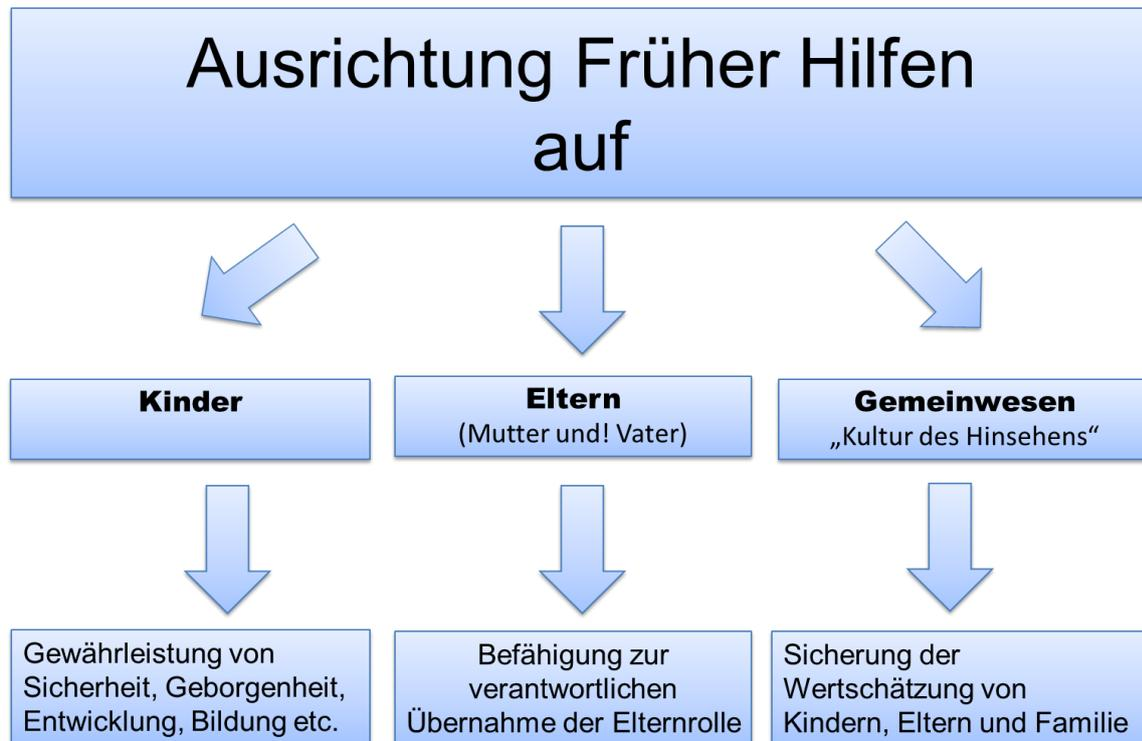 Ausrichtung Früher Hilfen
auf
Kinder
Eltern
(Mutter und! Vater)
Gemeinwesen
„Kultur des Hinsehens“
Gewährleistung von
Sicherheit, Geborgenheit,
Entwicklung, Bildung etc.
Befähigung zur
verantwortlichen
Übernahme der Elternrolle
Sicherung der
Wertschätzung von
Kindern, Eltern und Familie